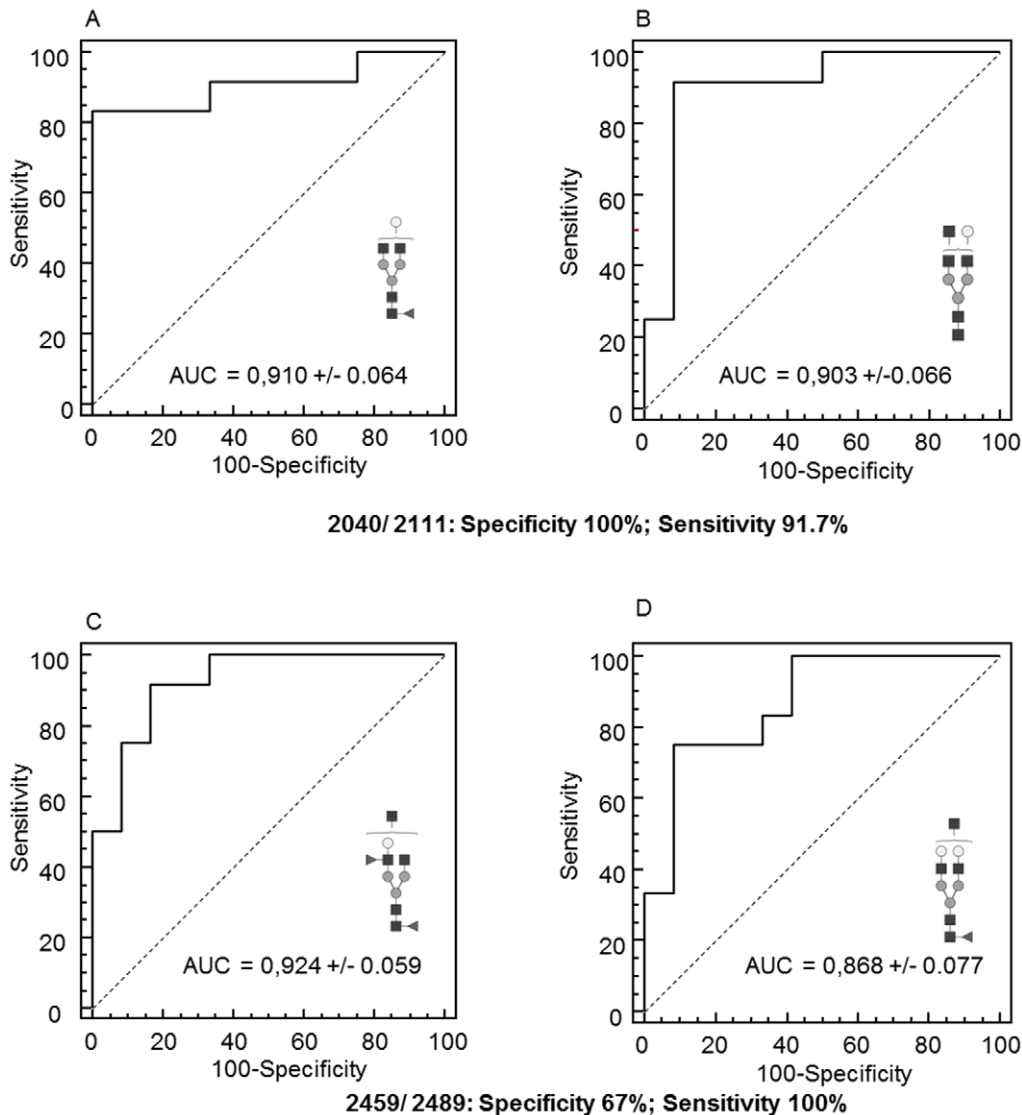 A
B
100
80
60
40
20
0
Sensitivity
AUC = 0,910 +/- 0.064
0 20 40 60 80 100
100-Specificity
100
80
60
40
20
0
Sensitivity
AUC = 0,903 +/-0.066
0 20 40 60 80 100
100-Specificity
2040/ 2111: Specificity 100%; Sensitivity 91.7%
C
D
100
80
60
40
20
0
Sensitivity
AUC = 0,924 +/- 0.059
0 20 40 60 80 100
100-Specificity
100
80
60
40
20
0
Sensitivity
AUC = 0,868 +/- 0.077
0 20 40 60 80 100
100-Specificity
2459/ 2489: Specificity 67%; Sensitivity 100%